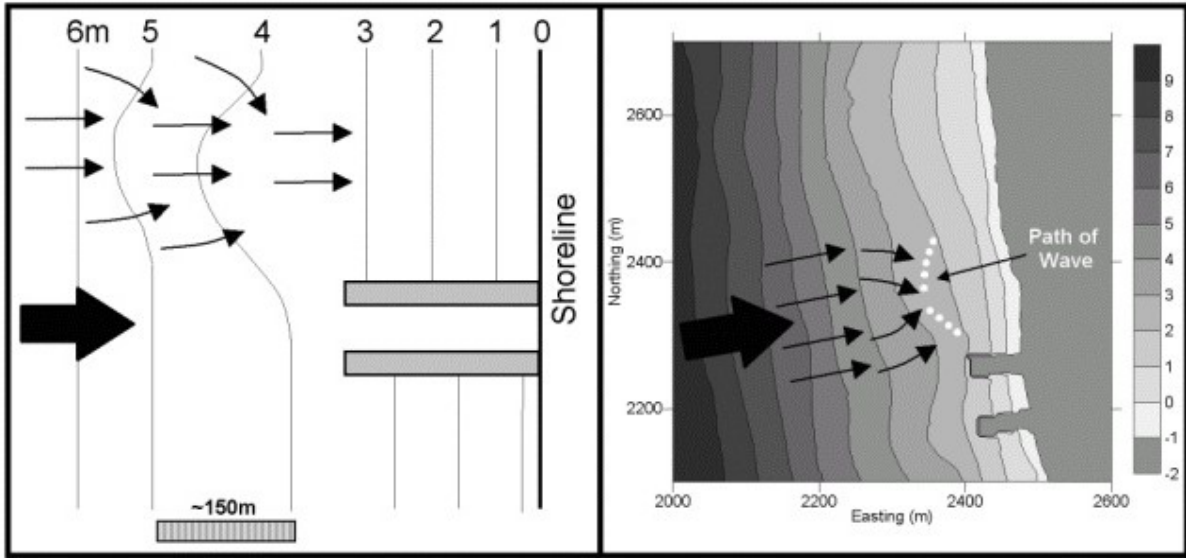 6m 5 4 3 2 1 0
Shoreline
~150m
Path of
Wave
Northing (m)
2600
2400
2200
2000 2200 2400 2600
Easting (m)
9
8
7
6
5
4
3
2
1
0
-1
-2